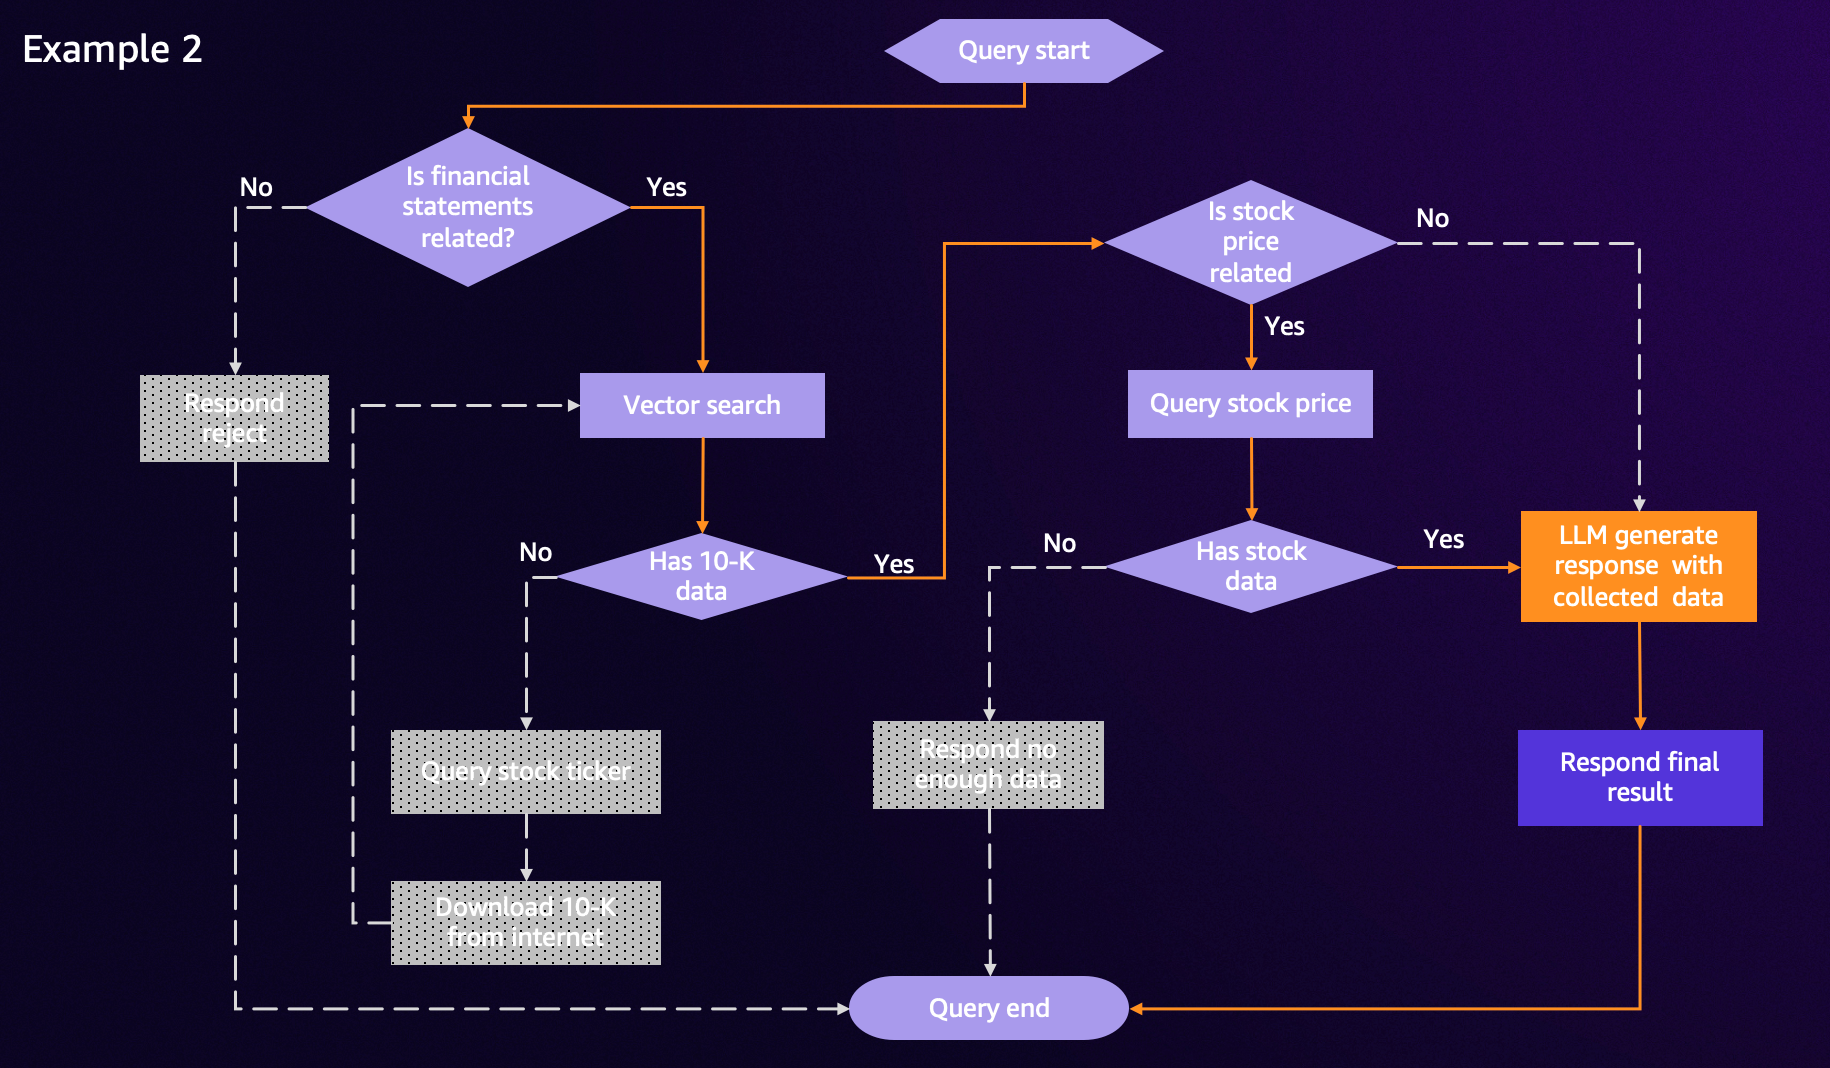 Example 2
Query start
No
Is financial
statements
related?
Yes
Is stock
price
related
No
Yes
Respond
reject
Vector search
Query stock price
No
Has 10-K
data
Yes
No
Has stock
data
Yes
LLM generate
response with
collected data
Query stock ticker
Respond no
enough data
Respond final
result
Download 10-K
from internet
Query end